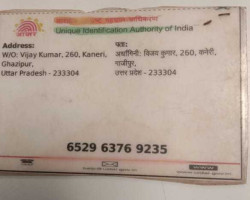 Unique Identification Authority of India
Address:
W/O: Vijay Kumar, 260, Kaneri,
Ghazipur,
Uttar Pradesh - 233304
पता:
अर्धांगिनी: विजय कुमार, 260, कनेरी,
गाजीपुर,
उत्तर प्रदेश - 233304
6529 6376 9235